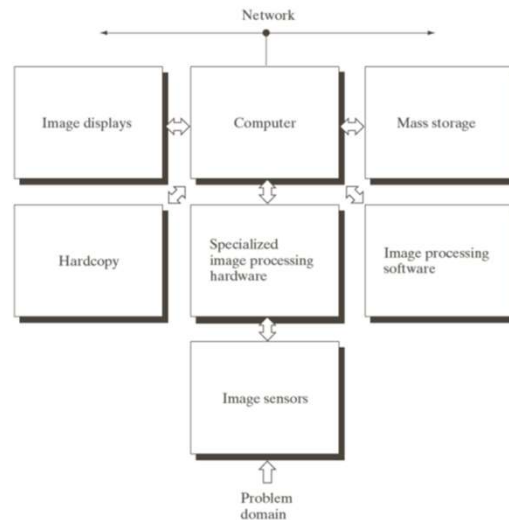 Network
Image displays
Computer
Mass storage
Hardcopy
Specialized
image processing
hardware
Image processing
software
Image sensors
Problem
domain